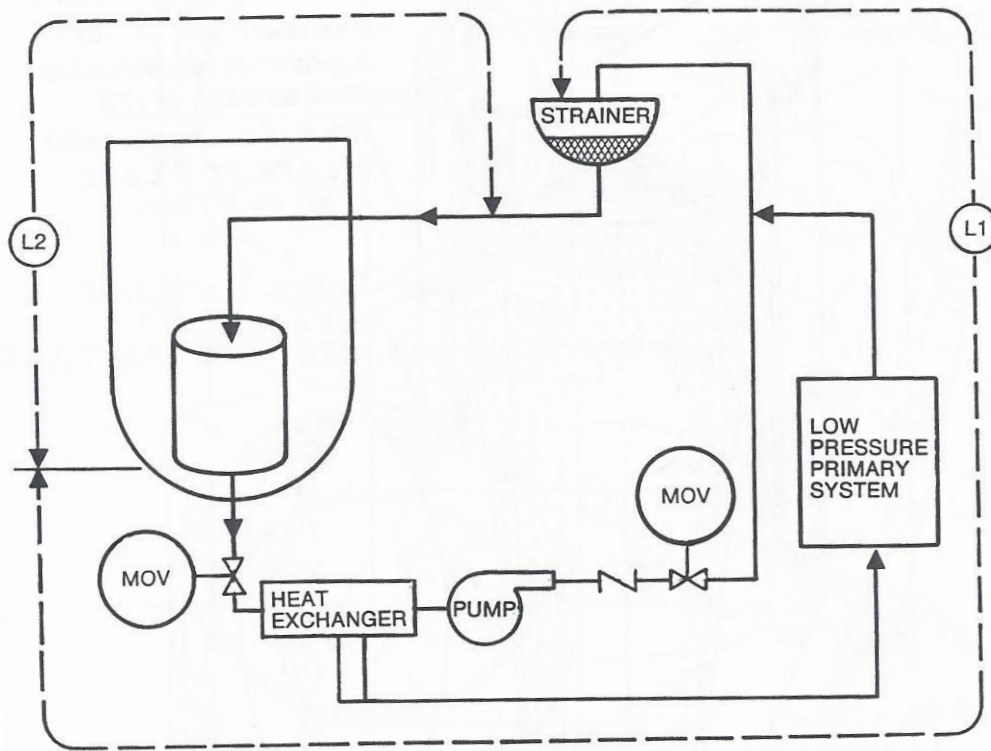 STRAINER
L2
L1
LOW
PRESSURE
PRIMARY
SYSTEM
MOV
MOV
HEAT
EXCHANGER
PUMP